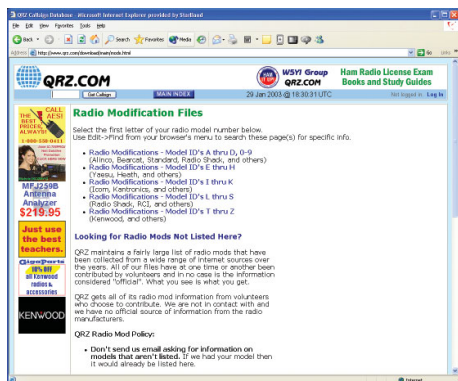 QRZ Callsign Database - Microsoft Internet Explorer provided by StarBand
File Edit View Favorites Tools Help
Back Search Favorites Media
Address http://www.qrz.com/download/main/mods.html Go Links
QRZ.COM
W5YI Group
QRZ.COM
Ham Radio License Exam
Books and Study Guides
Get Callsign MAIN INDEX 29 Jan 2003 @ 18:30:31 UTC Not logged in Log In
THE BEST PRICES, ALWAYS!
CALL AES!
1-800-558-0411
MFJ259B
Antenna
Analyzer
$219.95
Just use
the best
teachers.
GigaParts
10% Off
all Kenwood
radios &
accessories
KENWOOD
Radio Modification Files
Select the first letter of your radio model number below.
Use Edit->Find from your browser's menu to search these page(s) for specific info.
• Radio Modifications - Model ID's A thru D, 0-9
(Alinco, Bearcat, Standard, Radio Shack, and others)
• Radio Modifications - Model ID's E thru H
(Yaesu, Heath, and others)
• Radio Modifications - Model ID's I thru K
(Icom, Kantronics, and others)
• Radio Modifications - Model ID's L thru S
(Radio Shack, RCI, and others)
• Radio Modifications - Model ID's T thru Z
(Kenwood, and others)
Looking for Radio Mods Not Listed Here?
QRZ maintains a fairly large list of radio mods that have
been collected from a wide range of internet sources over
the years. All of our files have at one time or another been
contributed by volunteers and in no case is the information
considered "official". What you see is what you get.
QRZ gets all of its radio mod information from volunteers
who choose to contribute. We are not in contact with and
we have no official source of information from the radio
manufacturers.
QRZ Radio Mod Policy:
• Don't send us email asking for information on
models that aren't listed. If we had your model then
it would already be listed here.
Internet